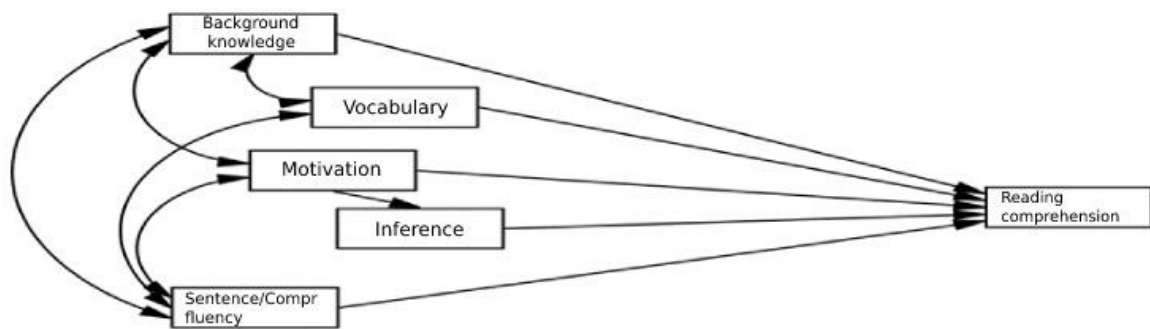 Background
knowledge
Vocabulary
Motivation
Inference
Reading
comprehension
Sentence/Compr
fluency